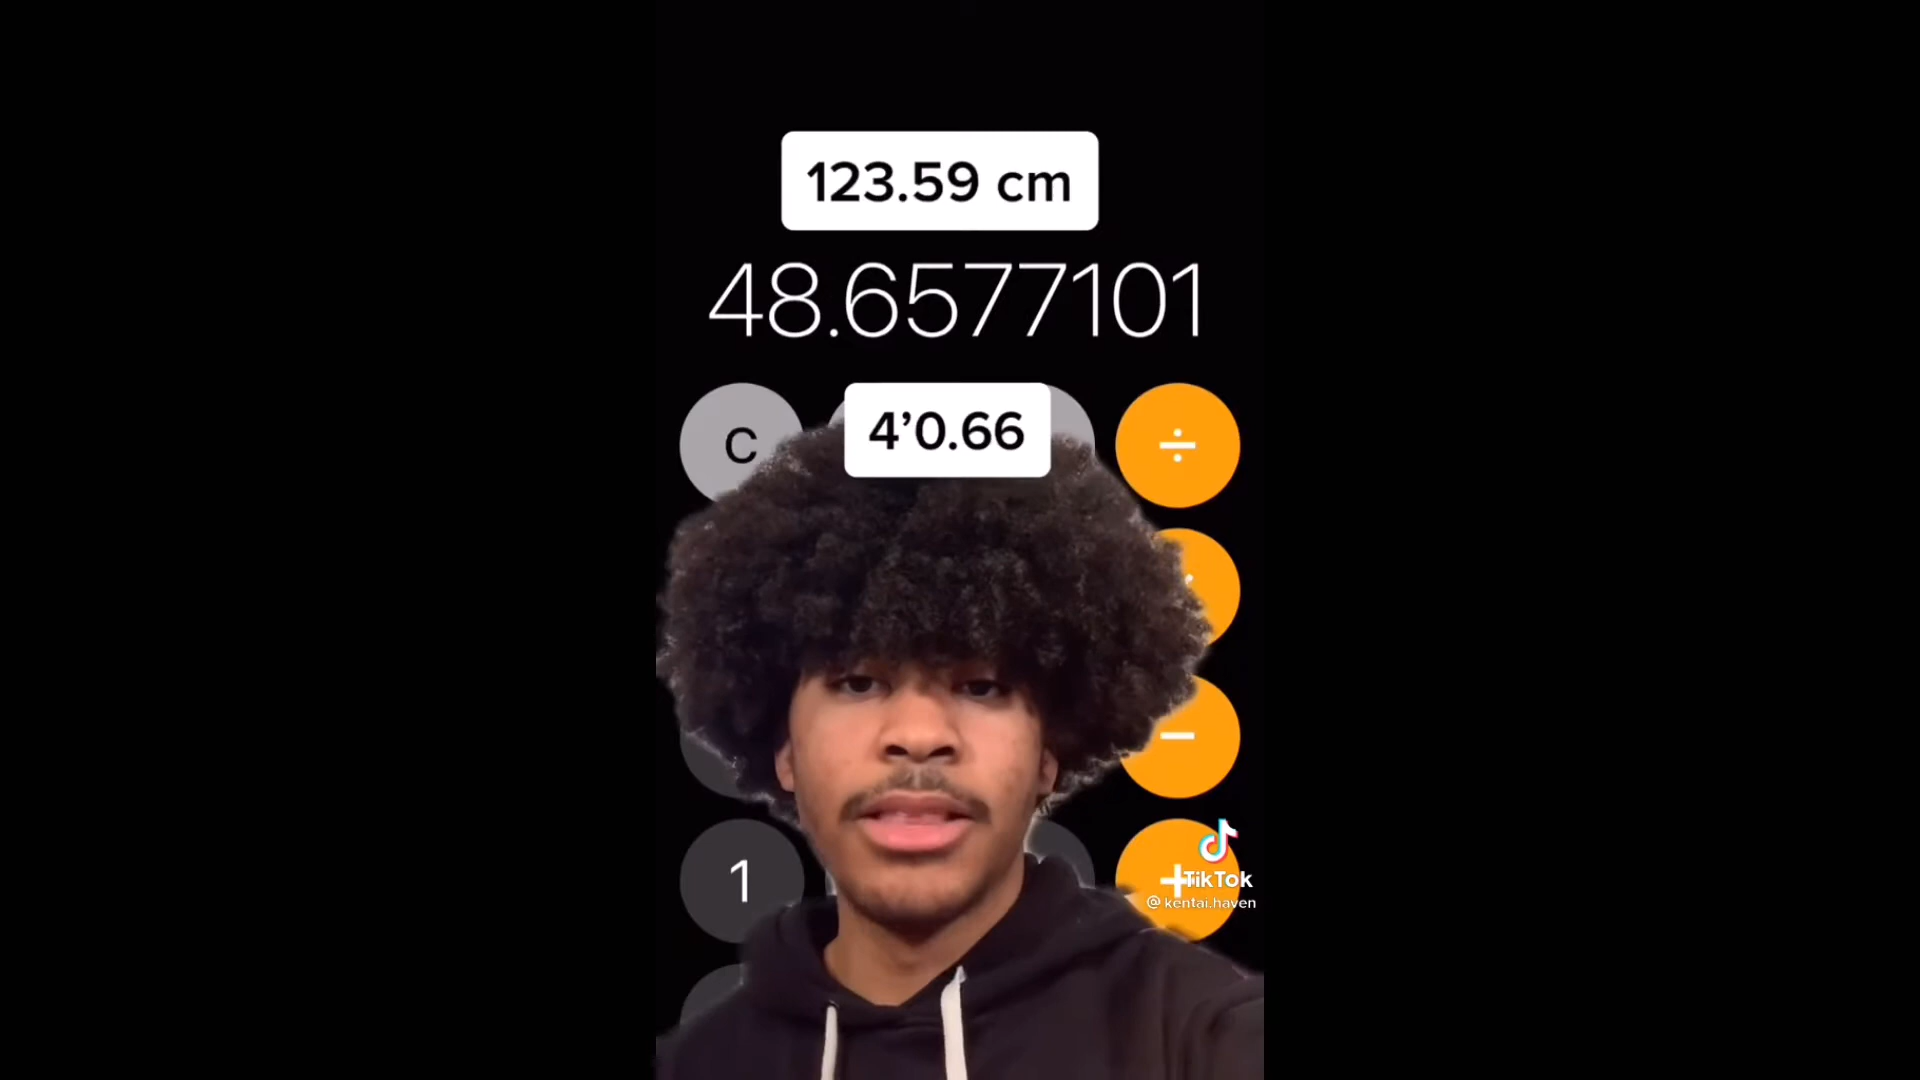 123.59 cm
48.6577101
C
4’0.66
÷
−
1
+
TikTok
@kentai.haven